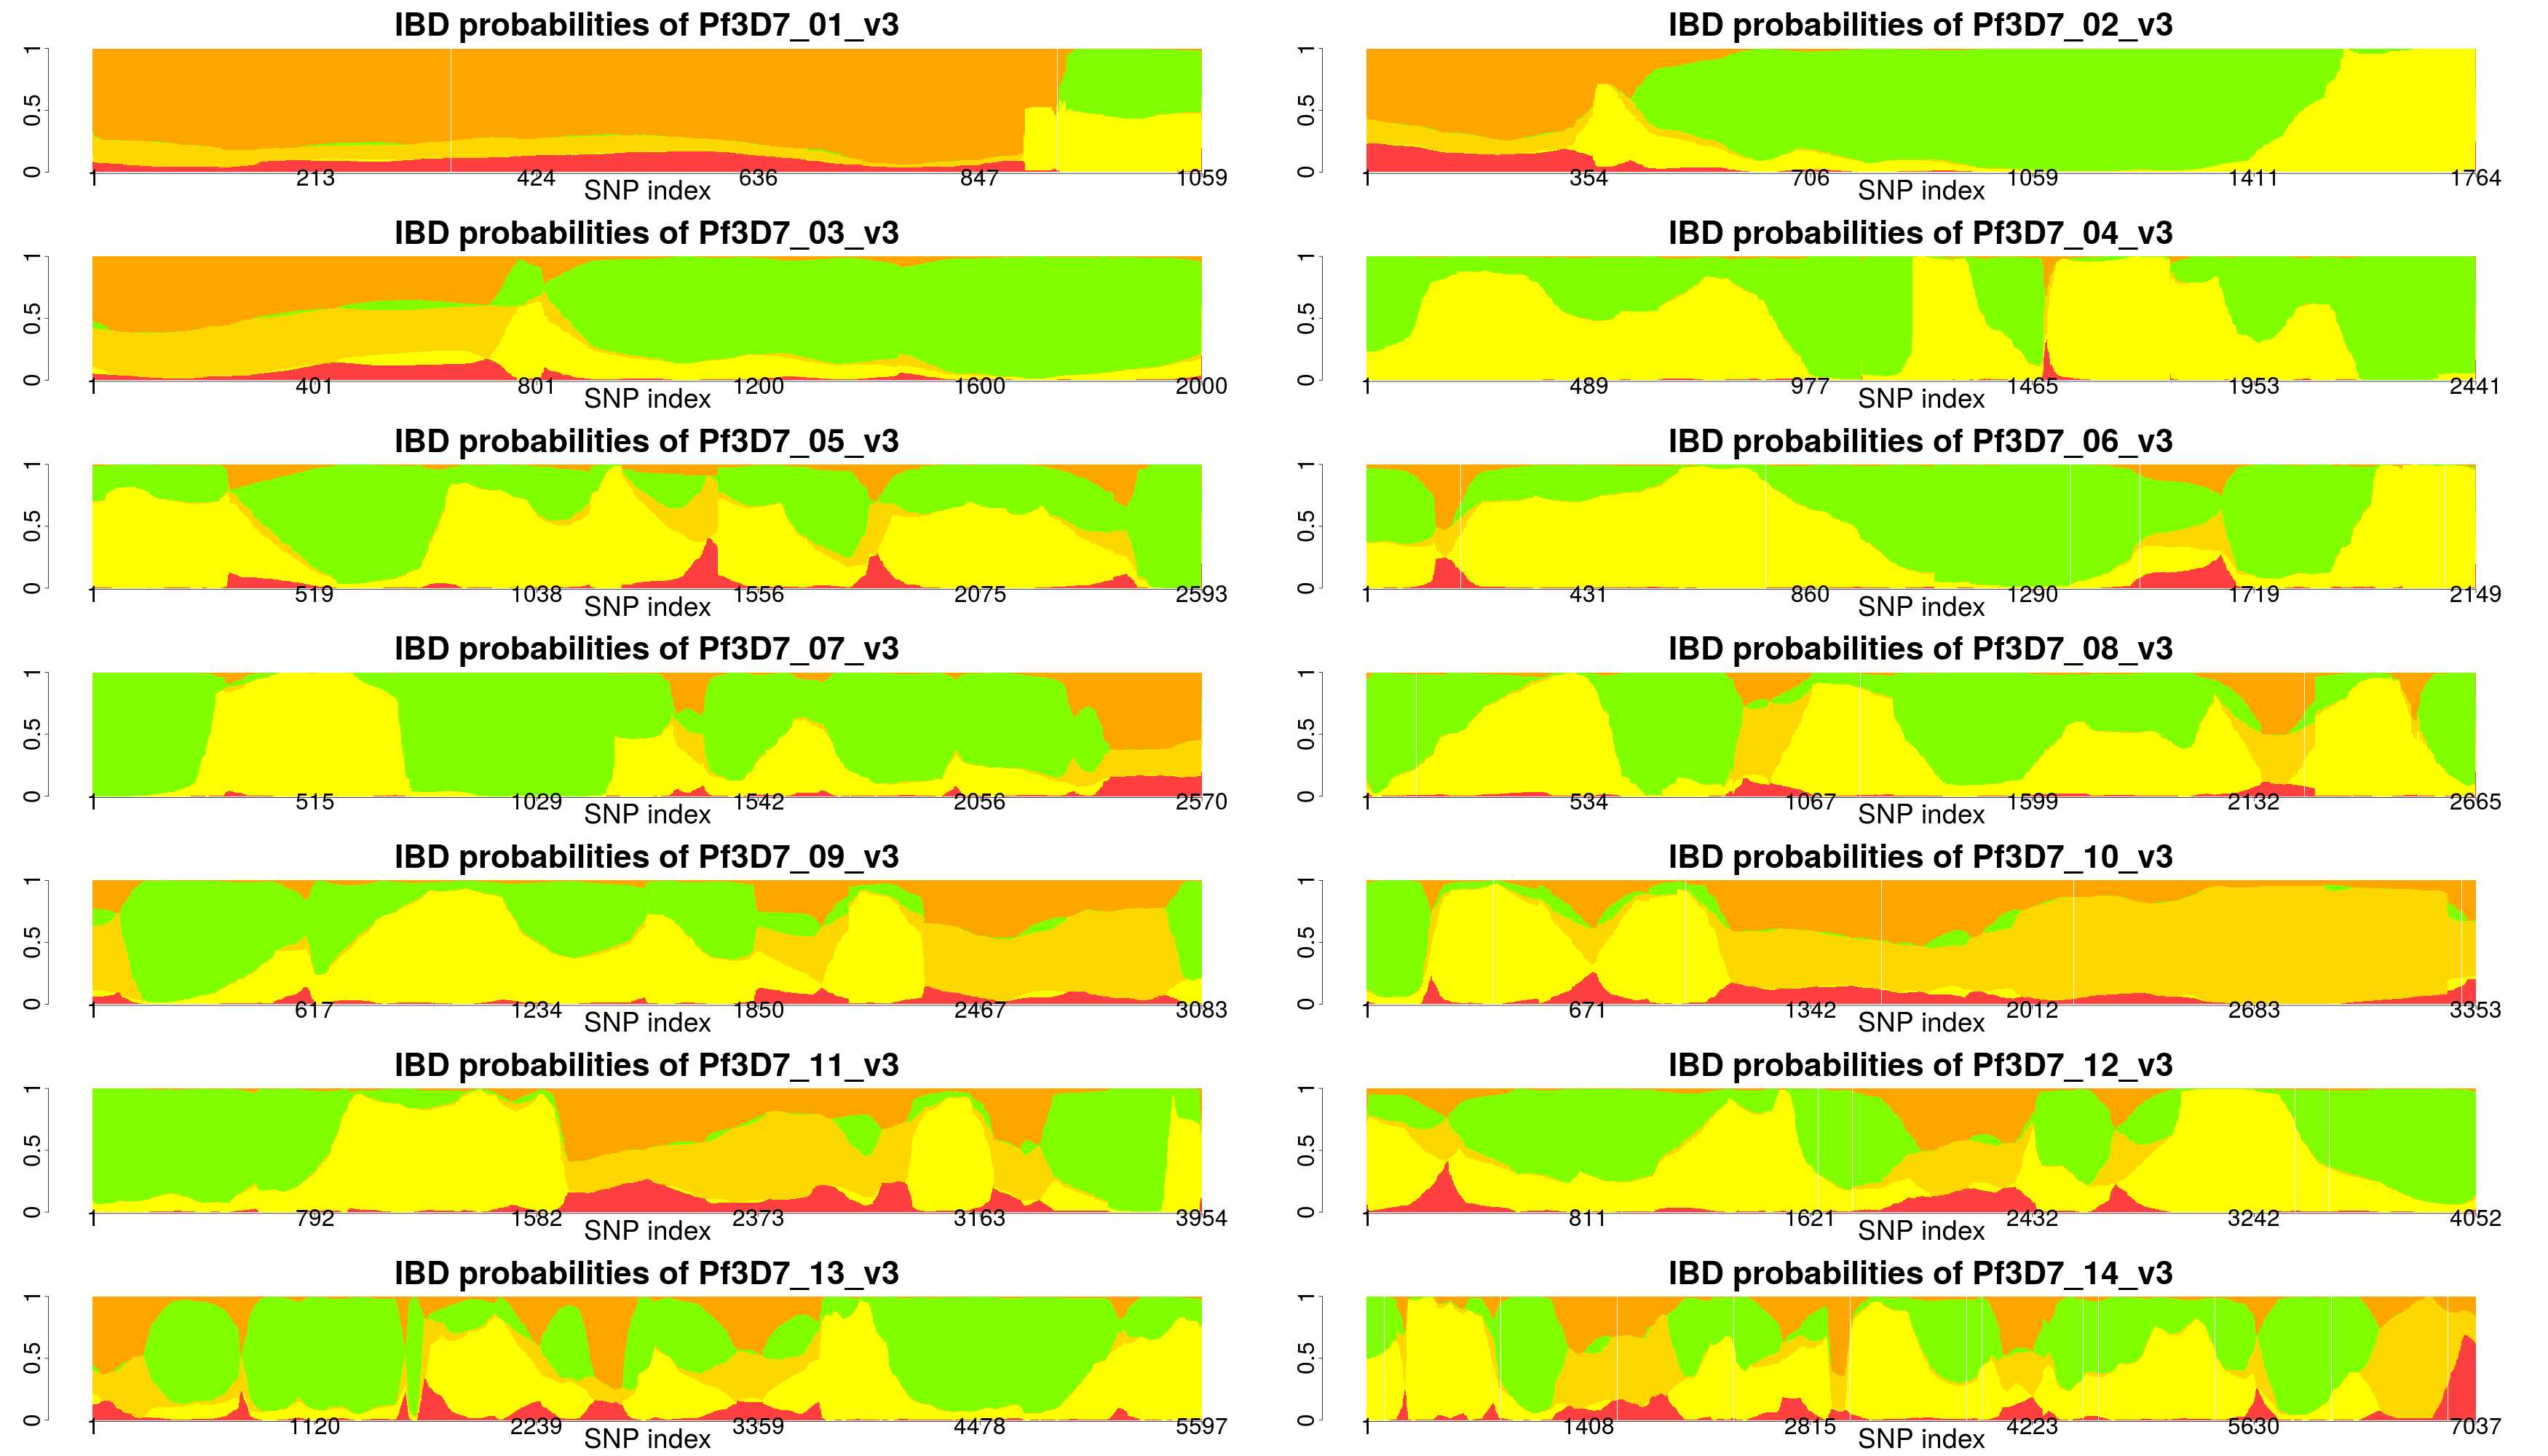 IBD probabilities of Pf3D7_01_v3
0 0.5 1
1 213 424 636 847 1059
SNP index
IBD probabilities of Pf3D7_02_v3
0 0.5 1
1 354 706 1059 1411 1764
SNP index
IBD probabilities of Pf3D7_03_v3
0 0.5 1
1 401 801 1200 1600 2000
SNP index
IBD probabilities of Pf3D7_04_v3
0 0.5 1
1 489 977 1465 1953 2441
SNP index
IBD probabilities of Pf3D7_05_v3
0 0.5 1
1 519 1038 1556 2075 2593
SNP index
IBD probabilities of Pf3D7_06_v3
0 0.5 1
1 431 860 1290 1719 2149
SNP index
IBD probabilities of Pf3D7_07_v3
0 0.5 1
1 515 1029 1542 2056 2570
SNP index
IBD probabilities of Pf3D7_08_v3
0 0.5 1
1 534 1067 1599 2132 2665
SNP index
IBD probabilities of Pf3D7_09_v3
0 0.5 1
1 617 1234 1850 2467 3083
SNP index
IBD probabilities of Pf3D7_10_v3
0 0.5 1
1 671 1342 2012 2683 3353
SNP index
IBD probabilities of Pf3D7_11_v3
0 0.5 1
1 792 1582 2373 3163 3954
SNP index
IBD probabilities of Pf3D7_12_v3
0 0.5 1
1 811 1621 2432 3242 4052
SNP index
IBD probabilities of Pf3D7_13_v3
0 0.5 1
1 1120 2239 3359 4478 5597
SNP index
IBD probabilities of Pf3D7_14_v3
0 0.5 1
1 1408 2815 4223 5630 7037
SNP index